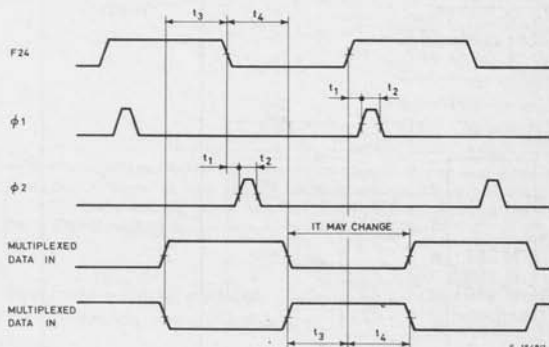 t3 t4
F24
t1 t2
ϕ1
t1 t2
ϕ2
IT MAY CHANGE
MULTIPLEXED
DATA IN
MULTIPLEXED
DATA IN
t3 t4